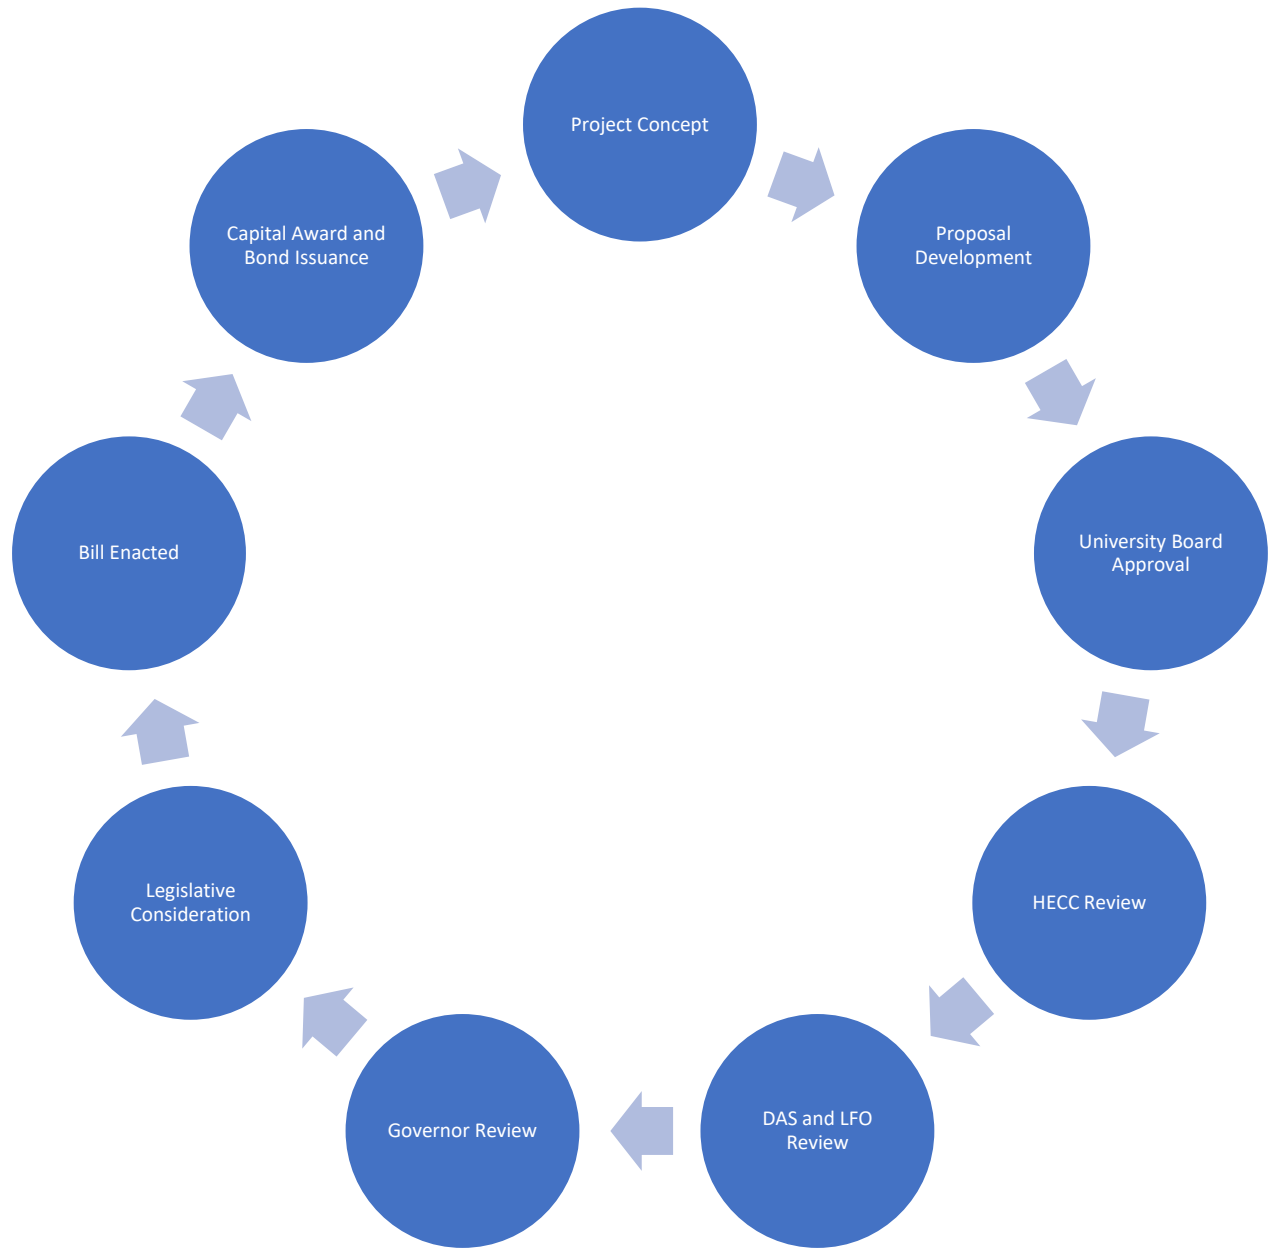 Project Concept
Proposal
Development
University Board
Approval
HECC Review
DAS and LFO
Review
Governor Review
Legislative
Consideration
Bill Enacted
Capital Award and
Bond Issuance